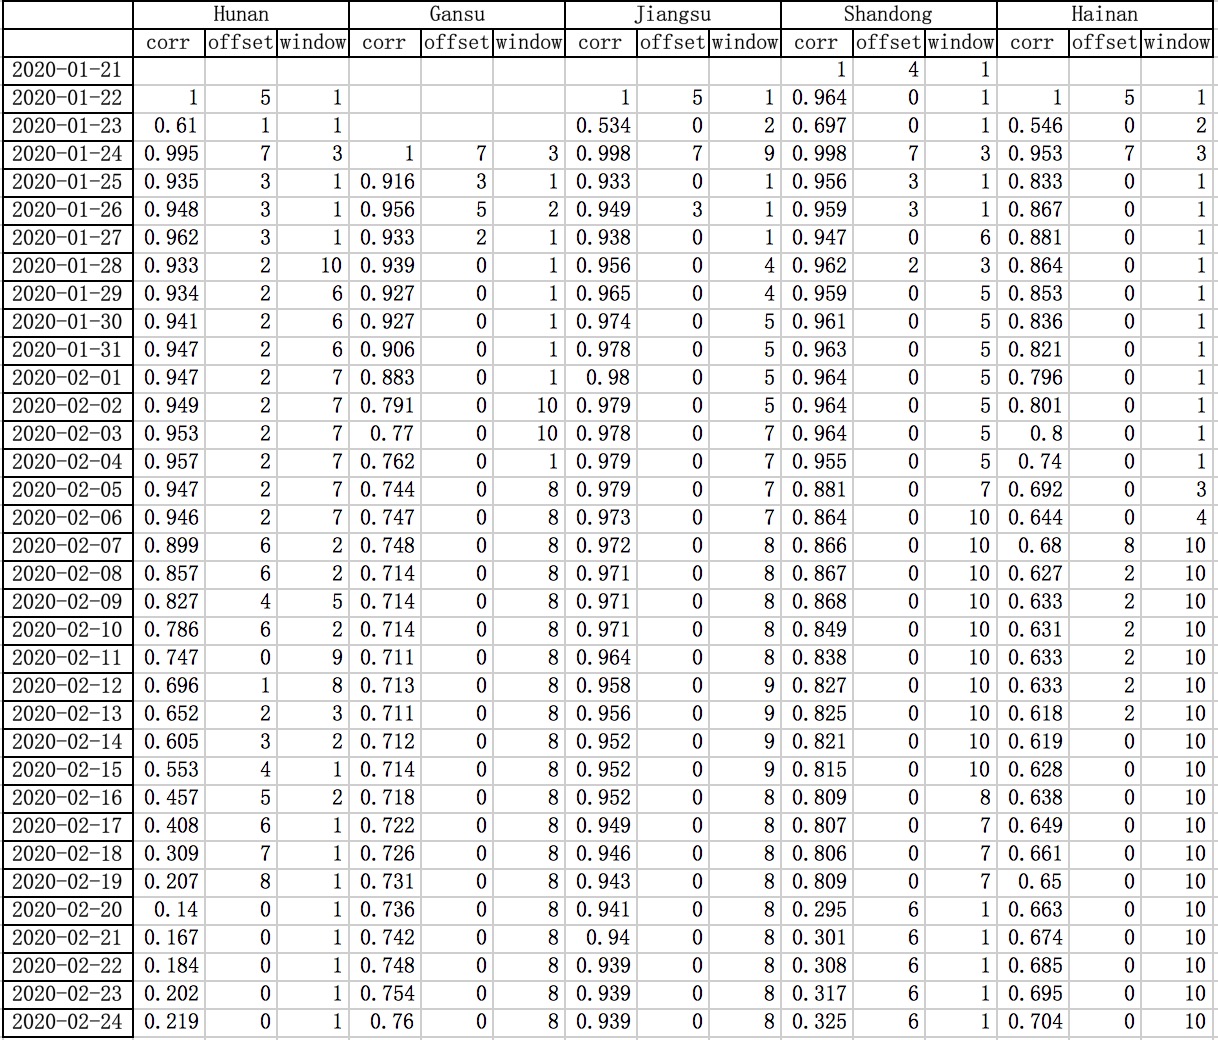 Hunan Gansu Jiangsu Shandong Hainan
corr offset window corr offset window corr offset window corr offset window corr offset window
2020-01-21 1 4 1
2020-01-22 1 5 1 1 5 1 0.964 0 1 1 5 1
2020-01-23 0.61 1 1 0.534 0 2 0.697 0 1 0.546 0 2
2020-01-24 0.995 7 3 1 7 3 0.998 7 9 0.998 7 3 0.953 7 3
2020-01-25 0.935 3 1 0.916 3 1 0.933 0 1 0.956 3 1 0.833 0 1
2020-01-26 0.948 3 1 0.956 5 2 0.949 3 1 0.959 3 1 0.867 0 1
2020-01-27 0.962 3 1 0.933 2 1 0.938 0 1 0.947 0 6 0.881 0 1
2020-01-28 0.933 2 10 0.939 0 1 0.956 0 4 0.962 2 3 0.864 0 1
2020-01-29 0.934 2 6 0.927 0 1 0.965 0 4 0.959 0 5 0.853 0 1
2020-01-30 0.941 2 6 0.927 0 1 0.974 0 5 0.961 0 5 0.836 0 1
2020-01-31 0.947 2 6 0.906 0 1 0.978 0 5 0.963 0 5 0.821 0 1
2020-02-01 0.947 2 7 0.883 0 1 0.98 0 5 0.964 0 5 0.796 0 1
2020-02-02 0.949 2 7 0.791 0 10 0.979 0 5 0.964 0 5 0.801 0 1
2020-02-03 0.953 2 7 0.77 0 10 0.978 0 7 0.964 0 5 0.8 0 1
2020-02-04 0.957 2 7 0.762 0 1 0.979 0 7 0.955 0 5 0.74 0 1
2020-02-05 0.947 2 7 0.744 0 8 0.979 0 7 0.881 0 7 0.692 0 3
2020-02-06 0.946 2 7 0.747 0 8 0.973 0 7 0.864 0 10 0.644 0 4
2020-02-07 0.899 6 2 0.748 0 8 0.972 0 8 0.866 0 10 0.68 8 10
2020-02-08 0.857 6 2 0.714 0 8 0.971 0 8 0.867 0 10 0.627 2 10
2020-02-09 0.827 4 5 0.714 0 8 0.971 0 8 0.868 0 10 0.633 2 10
2020-02-10 0.786 6 2 0.714 0 8 0.971 0 8 0.849 0 10 0.631 2 10
2020-02-11 0.747 0 9 0.711 0 8 0.964 0 8 0.838 0 10 0.633 2 10
2020-02-12 0.696 1 8 0.713 0 8 0.958 0 9 0.827 0 10 0.633 2 10
2020-02-13 0.652 2 3 0.711 0 8 0.956 0 9 0.825 0 10 0.618 2 10
2020-02-14 0.605 3 2 0.712 0 8 0.952 0 9 0.821 0 10 0.619 0 10
2020-02-15 0.553 4 1 0.714 0 8 0.952 0 9 0.815 0 10 0.628 0 10
2020-02-16 0.457 5 2 0.718 0 8 0.952 0 8 0.809 0 8 0.638 0 10
2020-02-17 0.408 6 1 0.722 0 8 0.949 0 8 0.807 0 7 0.649 0 10
2020-02-18 0.309 7 1 0.726 0 8 0.946 0 8 0.806 0 7 0.661 0 10
2020-02-19 0.207 8 1 0.731 0 8 0.943 0 8 0.809 0 7 0.65 0 10
2020-02-20 0.14 0 1 0.736 0 8 0.941 0 8 0.295 6 1 0.663 0 10
2020-02-21 0.167 0 1 0.742 0 8 0.94 0 8 0.301 6 1 0.674 0 10
2020-02-22 0.184 0 1 0.748 0 8 0.939 0 8 0.308 6 1 0.685 0 10
2020-02-23 0.202 0 1 0.754 0 8 0.939 0 8 0.317 6 1 0.695 0 10
2020-02-24 0.219 0 1 0.76 0 8 0.939 0 8 0.325 6 1 0.704 0 10